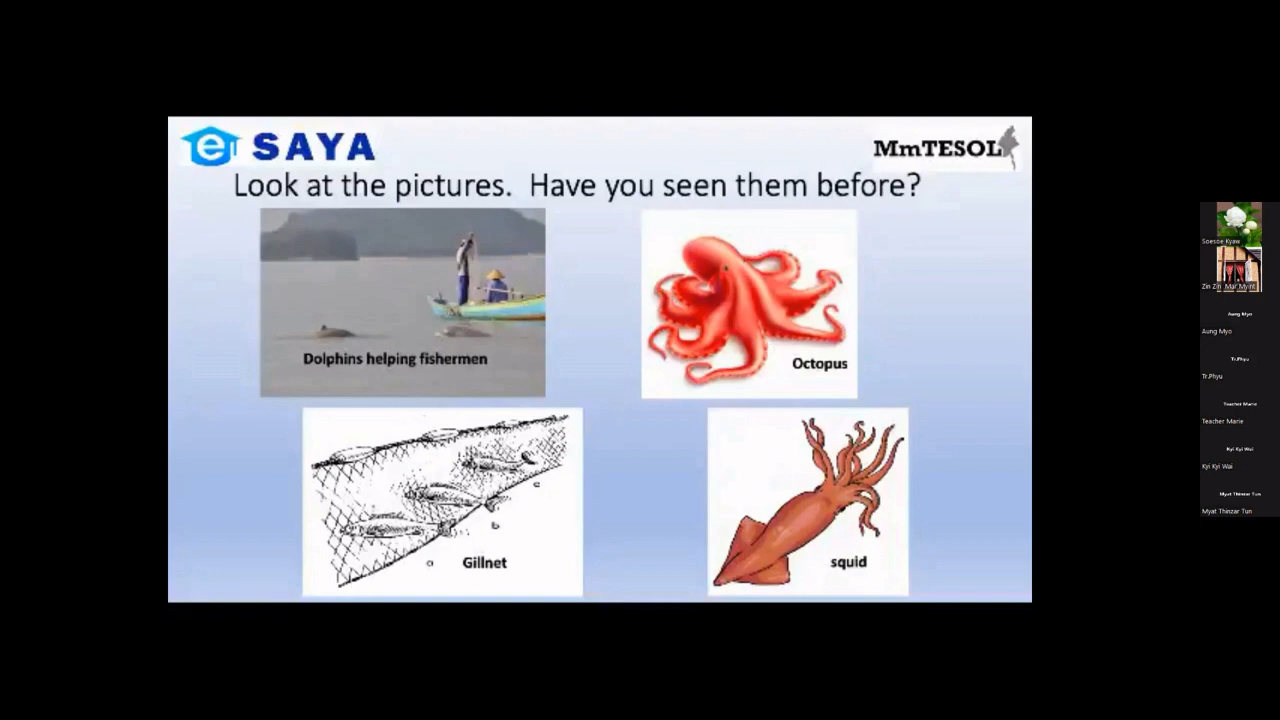 e SAYA
MmTESOL
Look at the pictures. Have you seen them before?
Dolphins helping fishermen
Octopus
a
b
c
Gillnet
squid
Soesoe Kyaw
Zin Zin Mar Myint
Aung Myo
Aung Myo
Tr.Phyu
Tr.Phyu
Teacher Marie
Teacher Marie
Kyi Kyi Wai
Kyi Kyi Wai
Myat Thinzar Tun
Myat Thinzar Tun